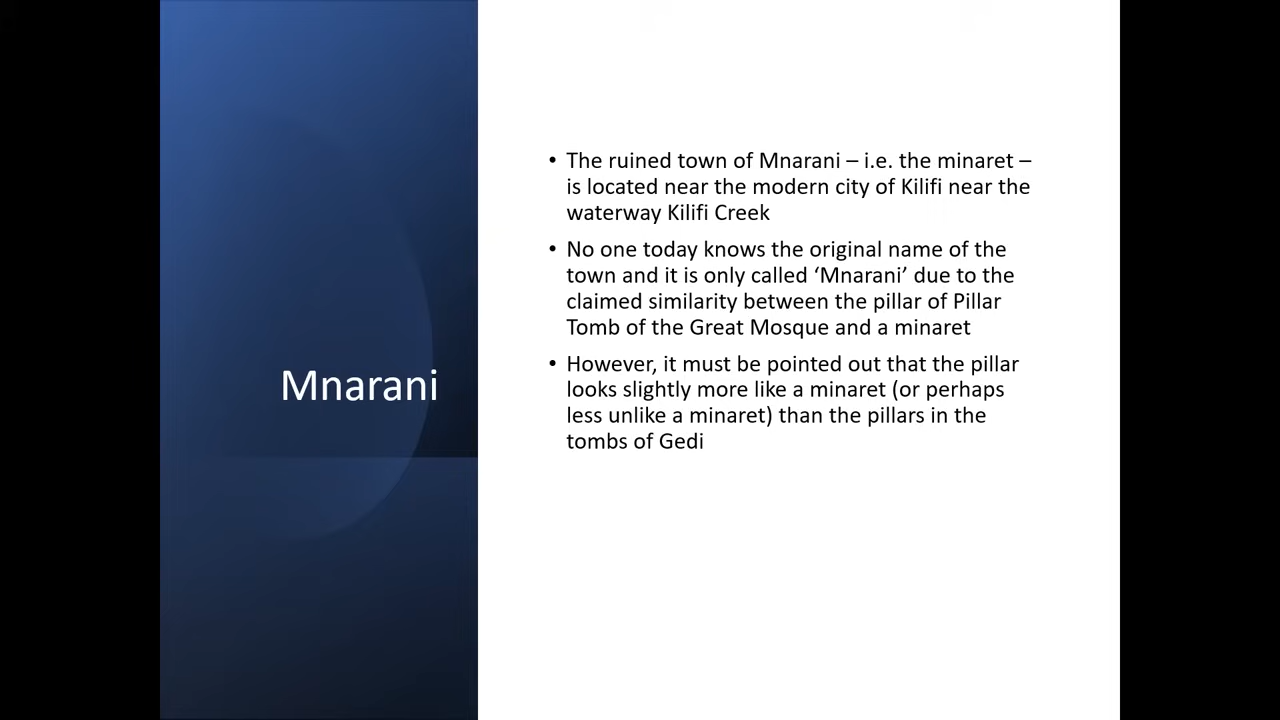 Mnarani
• The ruined town of Mnarani – i.e. the minaret –
is located near the modern city of Kilifi near the
waterway Kilifi Creek
• No one today knows the original name of the
town and it is only called ‘Mnarani’ due to the
claimed similarity between the pillar of Pillar
Tomb of the Great Mosque and a minaret
• However, it must be pointed out that the pillar
looks slightly more like a minaret (or perhaps
less unlike a minaret) than the pillars in the
tombs of Gedi